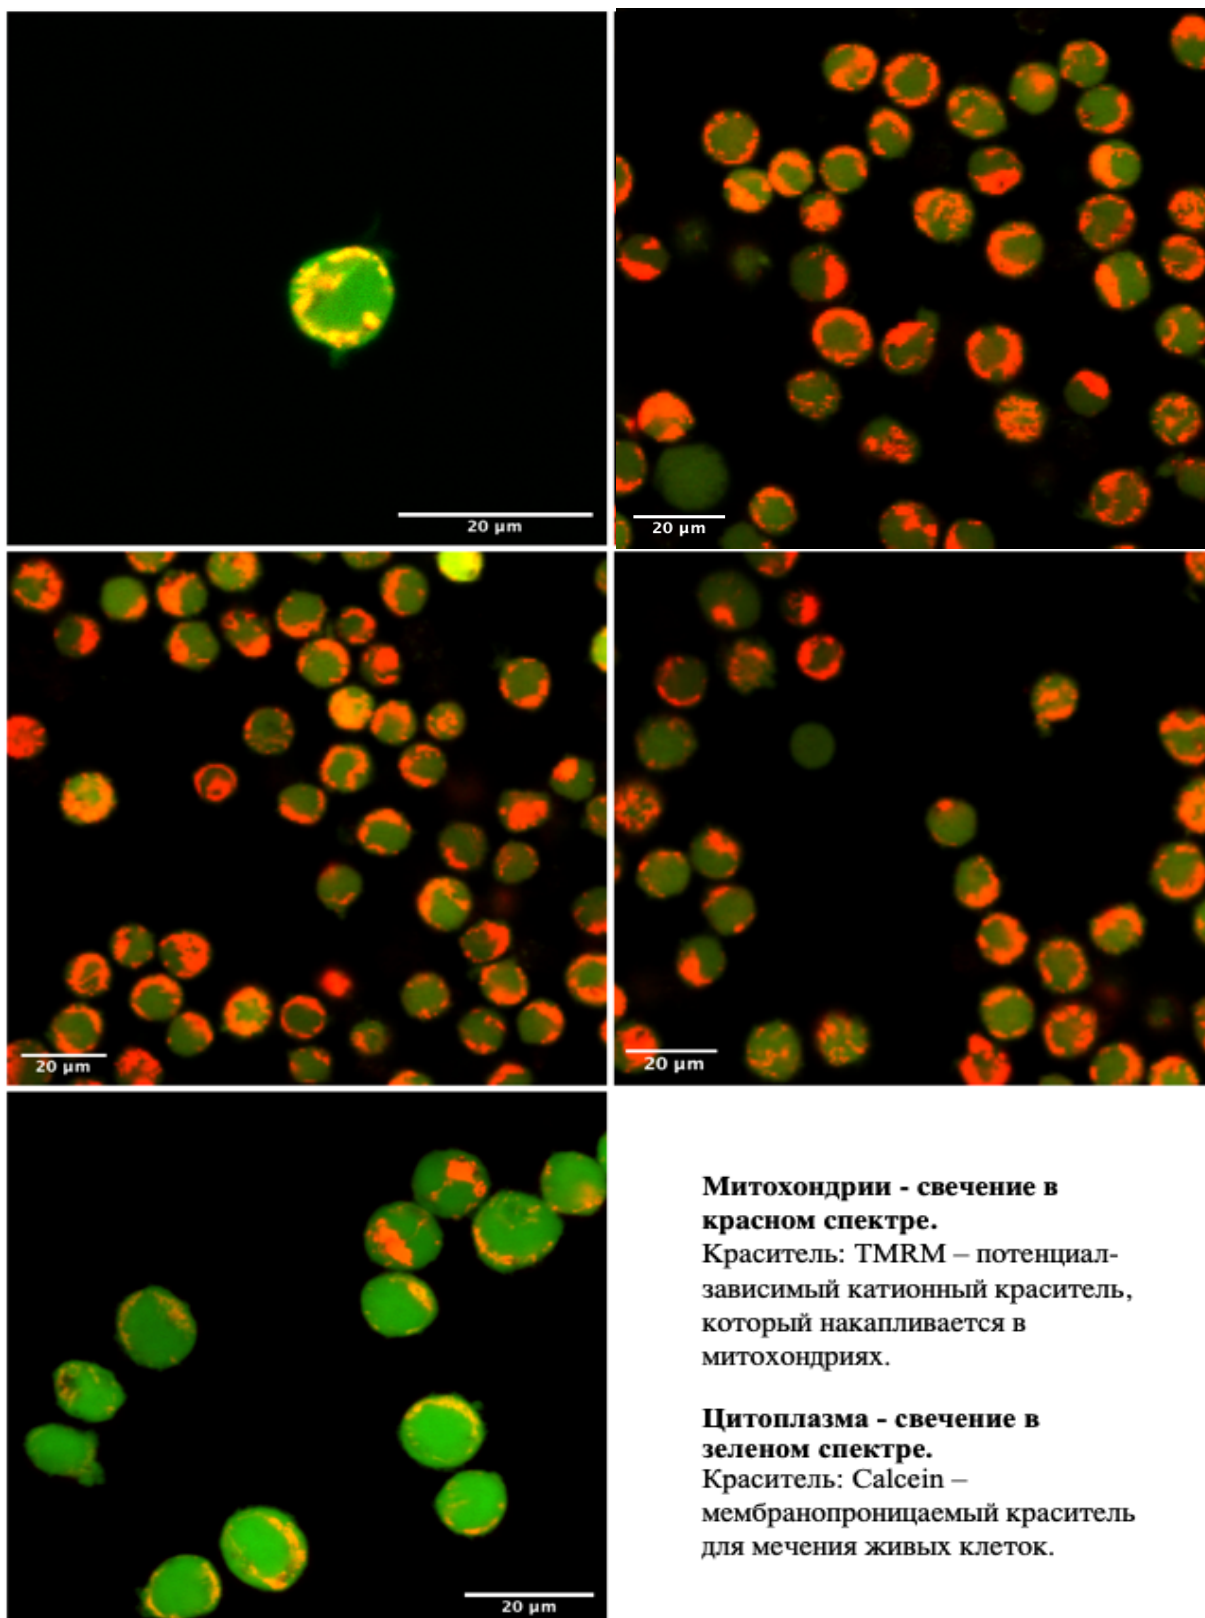 20 µm
20 µm
20 µm
20 µm
Митохондрии - свечение в
красном спектре.
Краситель: TMRM – потенциал-
зависимый катионный краситель,
который накапливается в
митохондриях.
Цитоплазма - свечение в
зеленом спектре.
Краситель: Calcein –
мембранопроницаемый краситель
для мечения живых клеток.
20 µm